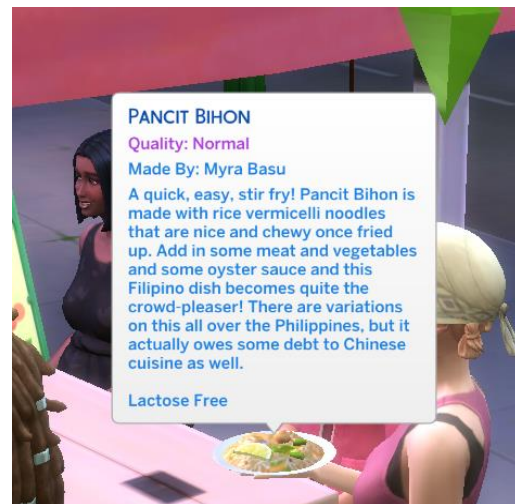 PANCIT BIHON
Quality: Normal
Made By: Myra Basu
A quick, easy, stir fry! Pancit Bihon is
made with rice vermicelli noodles
that are nice and chewy once fried
up. Add in some meat and vegetables
and some oyster sauce and this
Filipino dish becomes quite the
crowd-pleaser! There are variations
on this all over the Philippines, but it
actually owes some debt to Chinese
cuisine as well.
Lactose Free